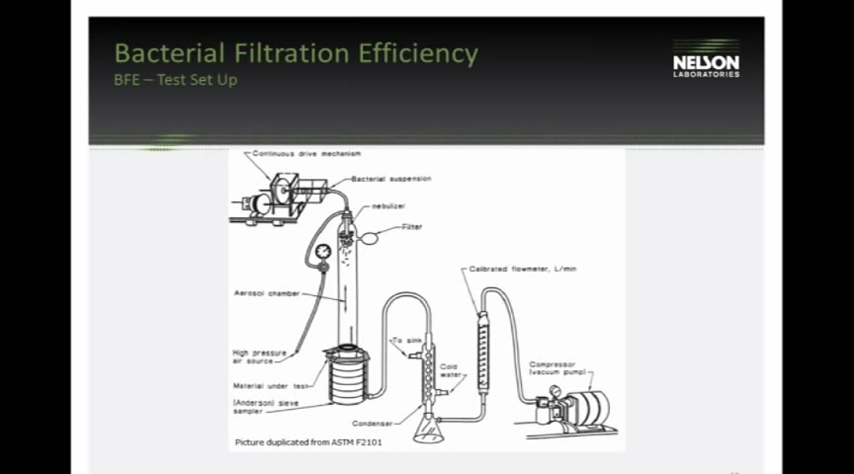 Bacterial Filtration Efficiency
BFE – Test Set Up
NELSON
LABORATORIES
Continuous drive mechanism
Bacterial suspension
nebulizer
Filter
Calibrated flowmeter, L/min
Aerosol chamber
To sink
High pressure
air source
Cold
water
Compressor
(vacuum pump)
Material under test
(Anderson) sieve
sampler
Condenser
Picture duplicated from ASTM F2101